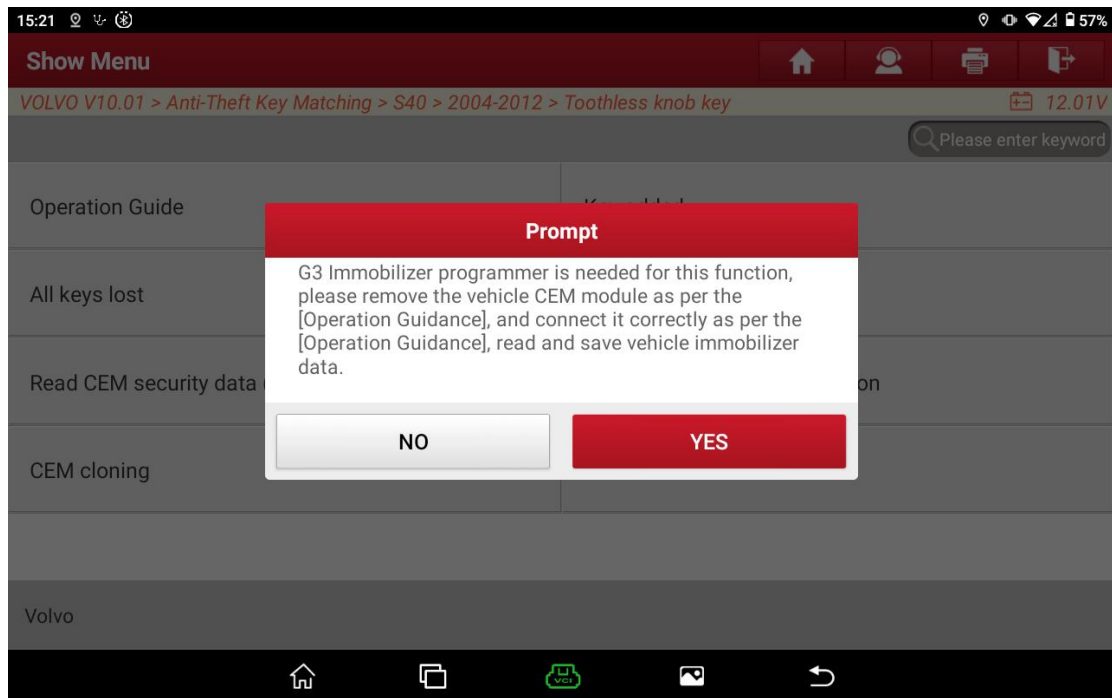 15:21
57%
Show Menu
VOLVO V10.01 > Anti-Theft Key Matching > S40 > 2004-2012 > Toothless knob key
12.01V
Please enter keyword
Operation Guide
Prompt
G3 Immobilizer programmer is needed for this function,
please remove the vehicle CEM module as per the
[Operation Guidance], and connect it correctly as per the
[Operation Guidance], read and save vehicle immobilizer
data.
All keys lost
Read CEM security data
NO
YES
CEM cloning
Volvo
VCI